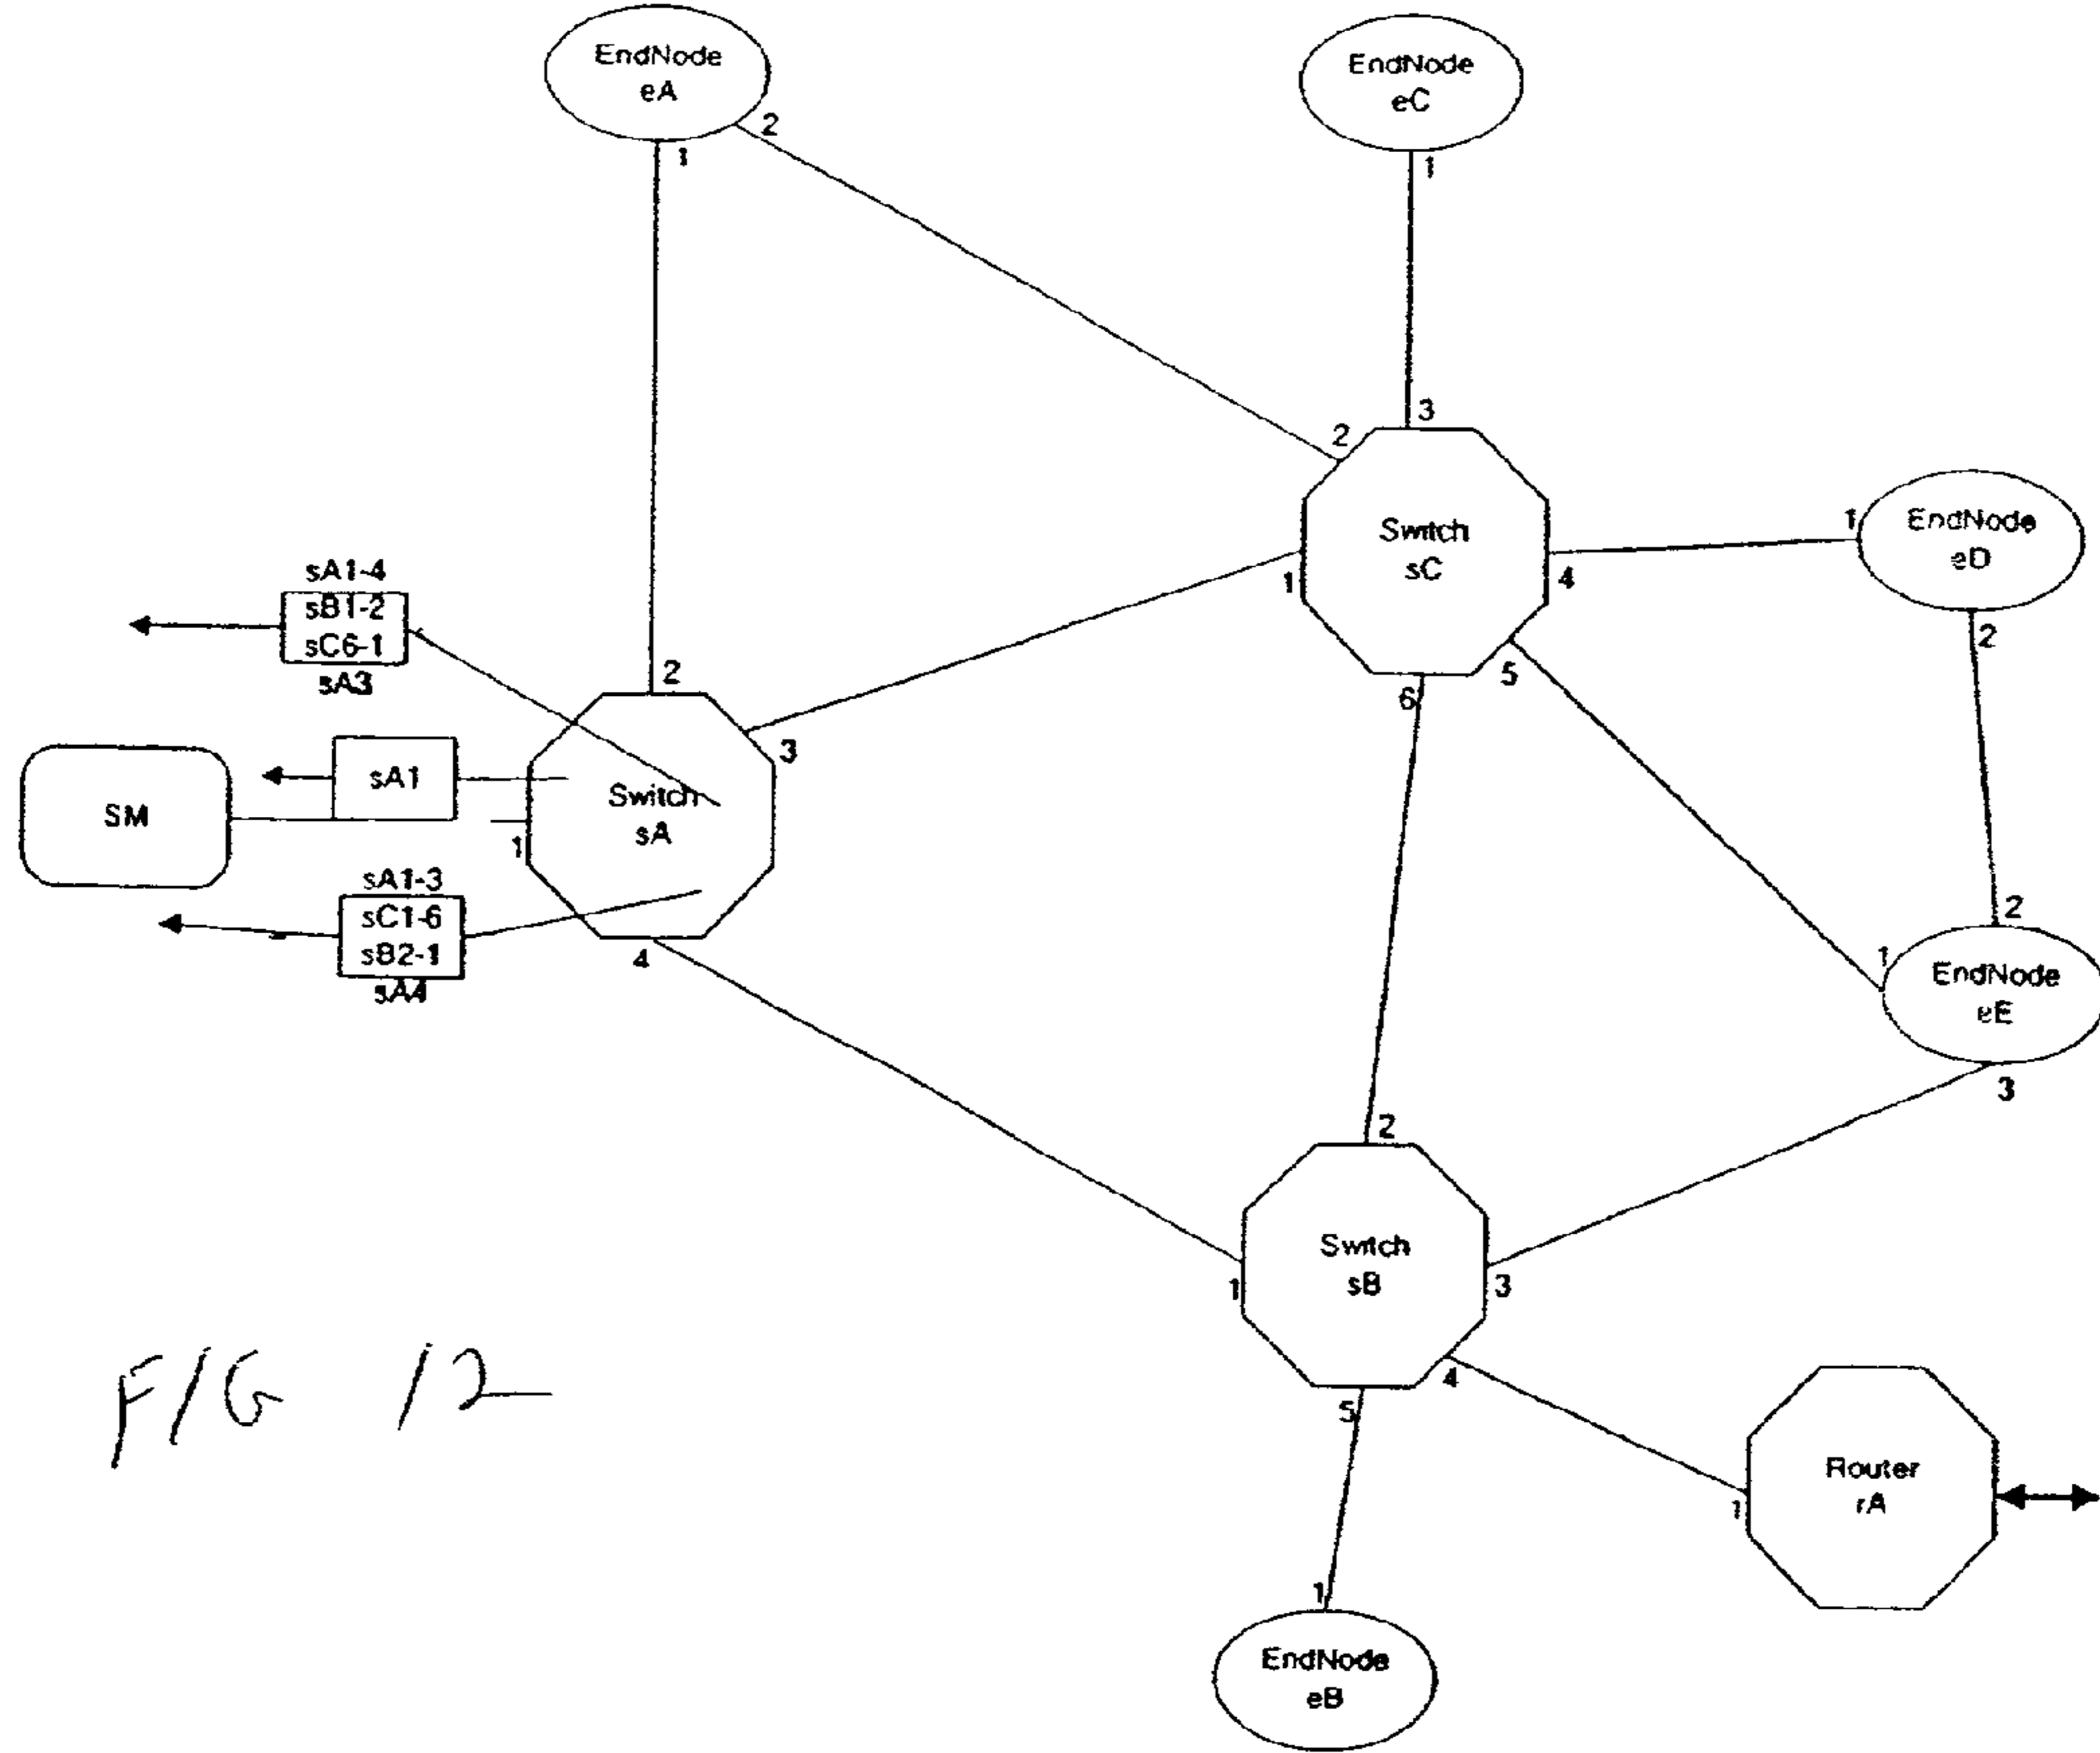 EndNode
eA
2
1
EndNode
eC
1
3
2
Switch
sC
1
4
5
6
1
EndNode
eD
2
sA1-4
sB1-2
sC6-1
sA3
2
3
SM
sA1
Switch
sA
1
4
sA1-3
sC1-6
sB2-1
sA4
2
1
EndNode
eE
3
2
Switch
sB
1
3
4
5
Router
rA
1
1
EndNode
eB
FIG 12